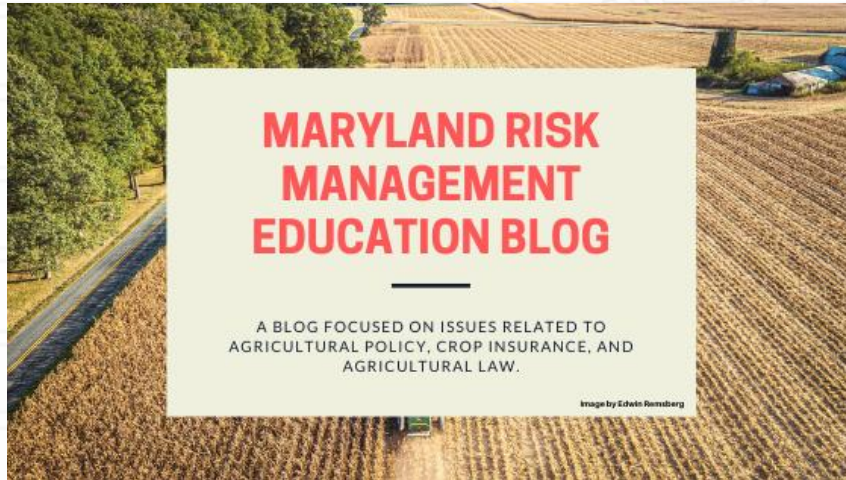 MARYLAND RISK
MANAGEMENT
EDUCATION BLOG
A BLOG FOCUSED ON ISSUES RELATED TO
AGRICULTURAL POLICY, CROP INSURANCE, AND
AGRICULTURAL LAW.
Image by Edwin Remsberg